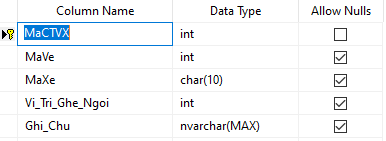 Column Name Data Type Allow Nulls
MaCTVX int
MaVe int
MaXe char(10)
Vi_Tri_Ghe_Ngoi int
Ghi_Chu nvarchar(MAX)